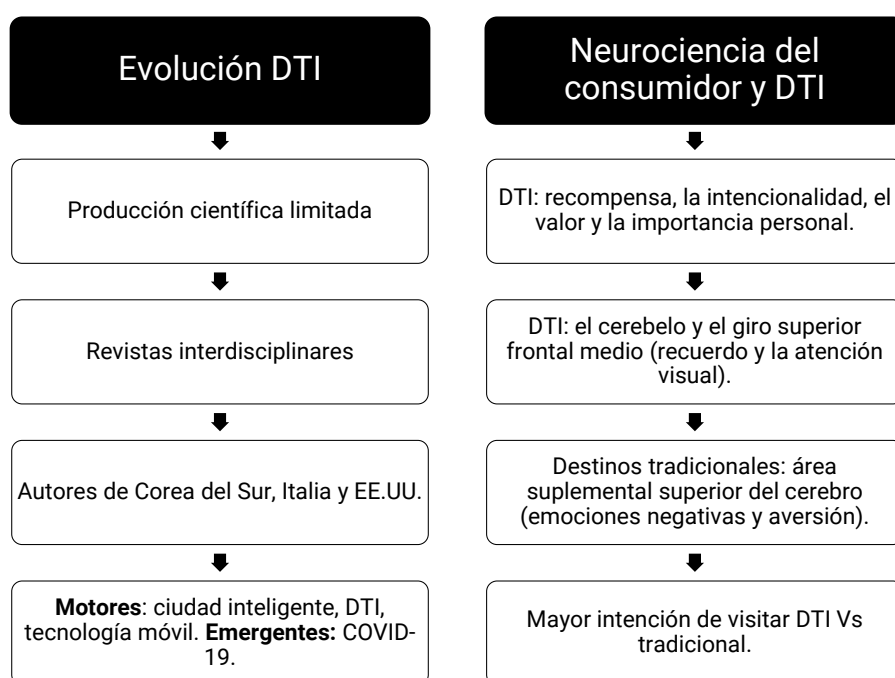 Evolución DTI
Producción científica limitada
Revistas interdisciplinares
Autores de Corea del Sur, Italia y EE.UU.
Motores: ciudad inteligente, DTI,
tecnología móvil. Emergentes: COVID-
19.
Neurociencia del
consumidor y DTI
DTI: recompensa, la intencionalidad, el
valor y la importancia personal.
DTI: el cerebelo y el giro superior
frontal medio (recuerdo y la atención
visual).
Destinos tradicionales: área
suplemental superior del cerebro
(emociones negativas y aversión).
Mayor intención de visitar DTI Vs
tradicional.